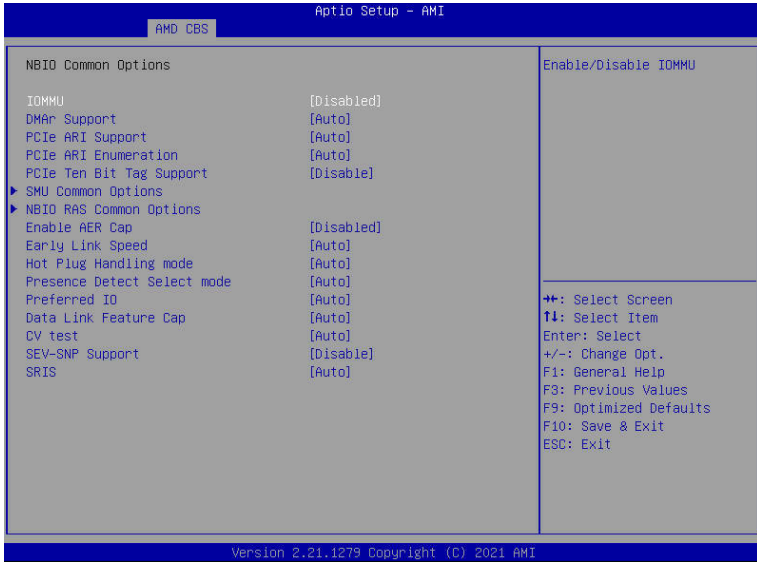 Aptio Setup – AMI
AMD CBS
NBIO Common Options
Enable/Disable IOMMU
IOMMU [Disabled]
DMAr Support [Auto]
PCIe ARI Support [Auto]
PCIe ARI Enumeration [Auto]
PCIe Ten Bit Tag Support [Disable]
SMU Common Options
NBIO RAS Common Options
Enable AER Cap [Disabled]
Early Link Speed [Auto]
Hot Plug Handling mode [Auto]
Presence Detect Select mode [Auto]
Preferred IO [Auto]
Data Link Feature Cap [Auto]
CV test [Auto]
SEV-SNP Support [Disable]
SRIS [Auto]
→←: Select Screen
↑↓: Select Item
Enter: Select
+/-: Change Opt.
F1: General Help
F3: Previous Values
F9: Optimized Defaults
F10: Save & Exit
ESC: Exit
Version 2.21.1279 Copyright (C) 2021 AMI